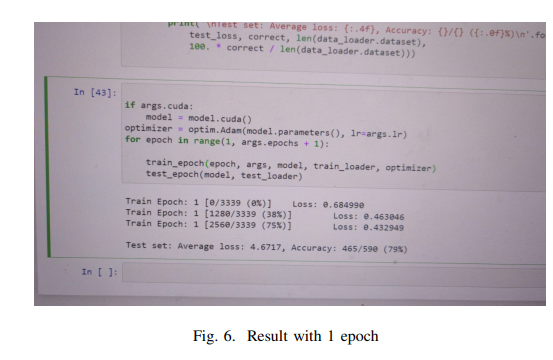 print( \nTest set: Average loss: {:.4f}, Accuracy: {}/{} ({:.0f}%)\n'.fo
test_loss, correct, len(data_loader.dataset),
100. * correct / len(data_loader.dataset)))
In [43]:
if args.cuda:
model = model.cuda()
optimizer = optim.Adam(model.parameters(), lr=args.lr)
for epoch in range(1, args.epochs + 1):
train_epoch(epoch, args, model, train_loader, optimizer)
test_epoch(model, test_loader)
Train Epoch: 1 [0/3339 (0%)] Loss: 0.684990
Train Epoch: 1 [1280/3339 (38%)] Loss: 0.463046
Train Epoch: 1 [2560/3339 (75%)] Loss: 0.432949
Test set: Average loss: 4.6717, Accuracy: 465/590 (79%)
In [ ]:
Fig. 6. Result with 1 epoch